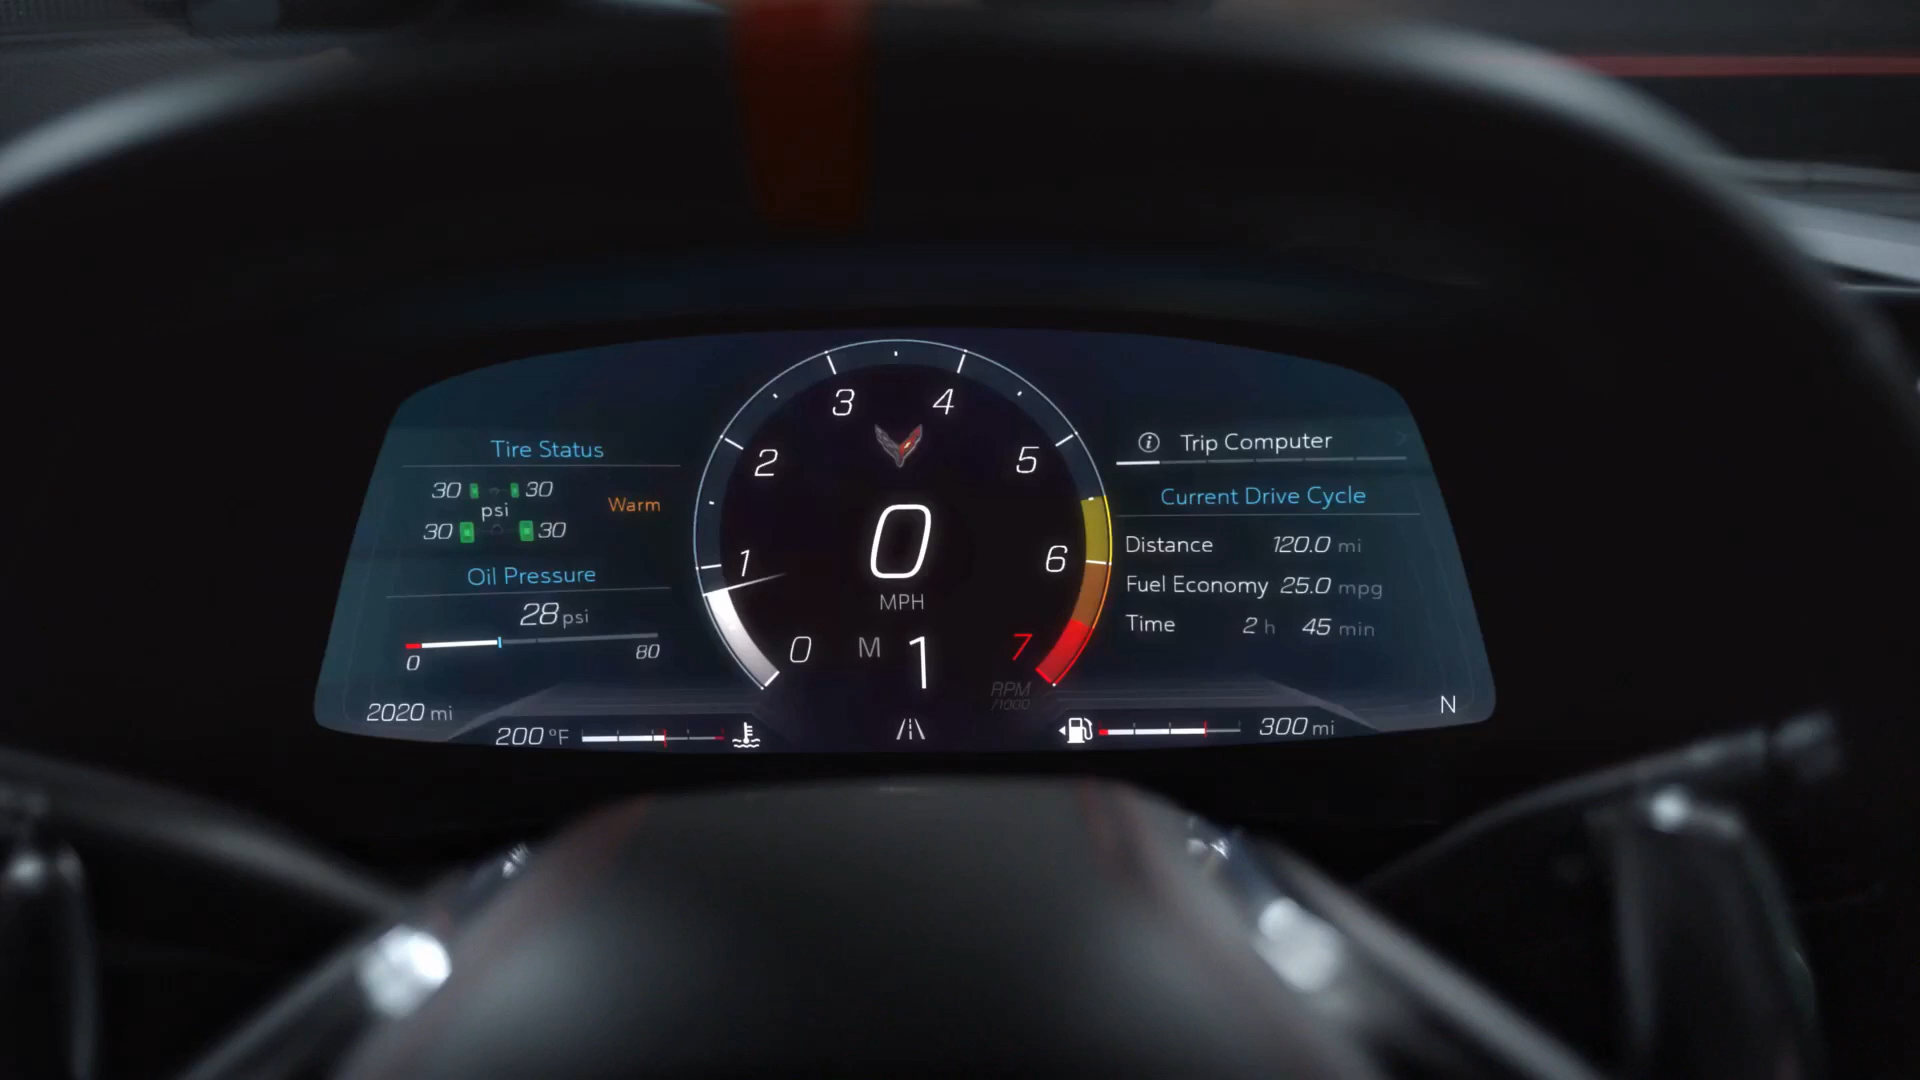 Tire Status
30 30
psi
Warm
30 30
Oil Pressure
28 psi
0 80
2020 mi
200 °F
0
1
2
3
4
5
6
7
0
MPH
M 1
RPM
/1000
i Trip Computer
Current Drive Cycle
Distance 120.0 mi
Fuel Economy 25.0 mpg
Time 2 h 45 min
N
300 mi